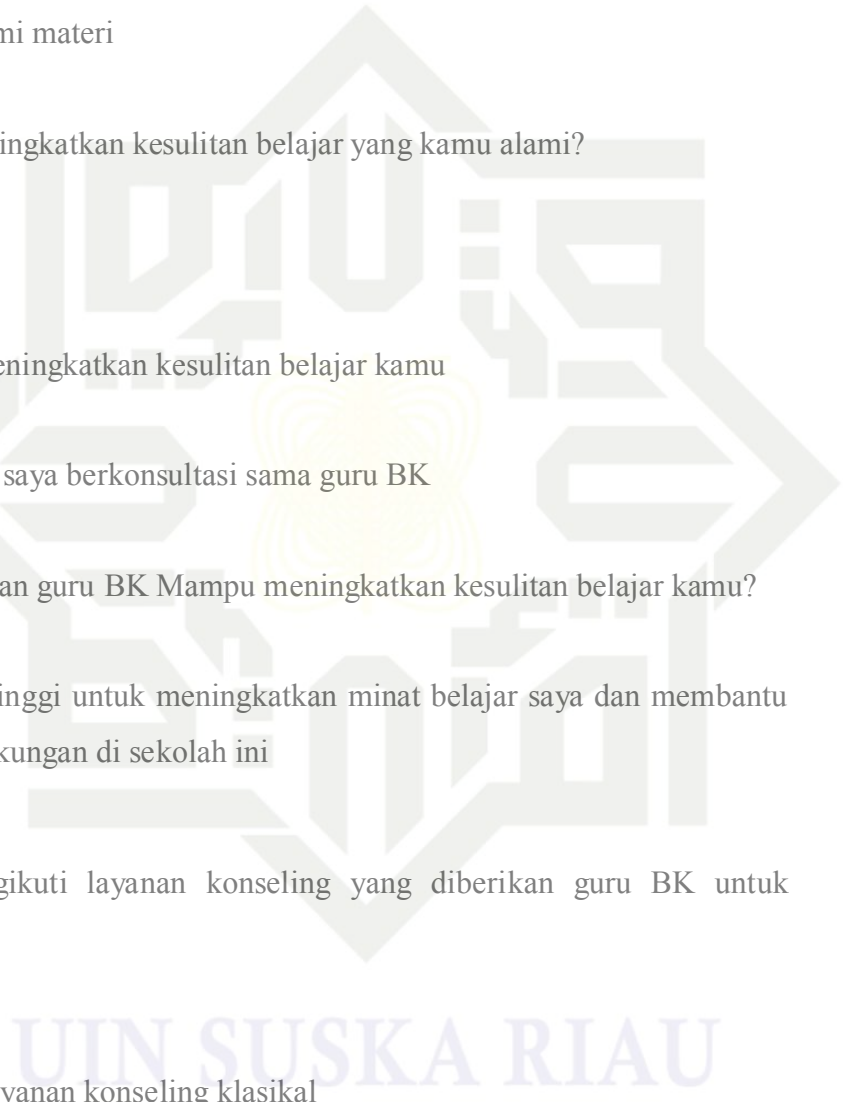 mi materi
ingkatkan kesulitan belajar yang kamu alami?
eningkatkan kesulitan belajar kamu
saya berkonsultasi sama guru BK
an guru BK Mampu meningkatkan kesulitan belajar kamu?
inggi untuk meningkatkan minat belajar saya dan membantu
kungan di sekolah ini
gikuti layanan konseling yang diberikan guru BK untuk
UIN SUSKA RIAU
yanan konseling klasikal